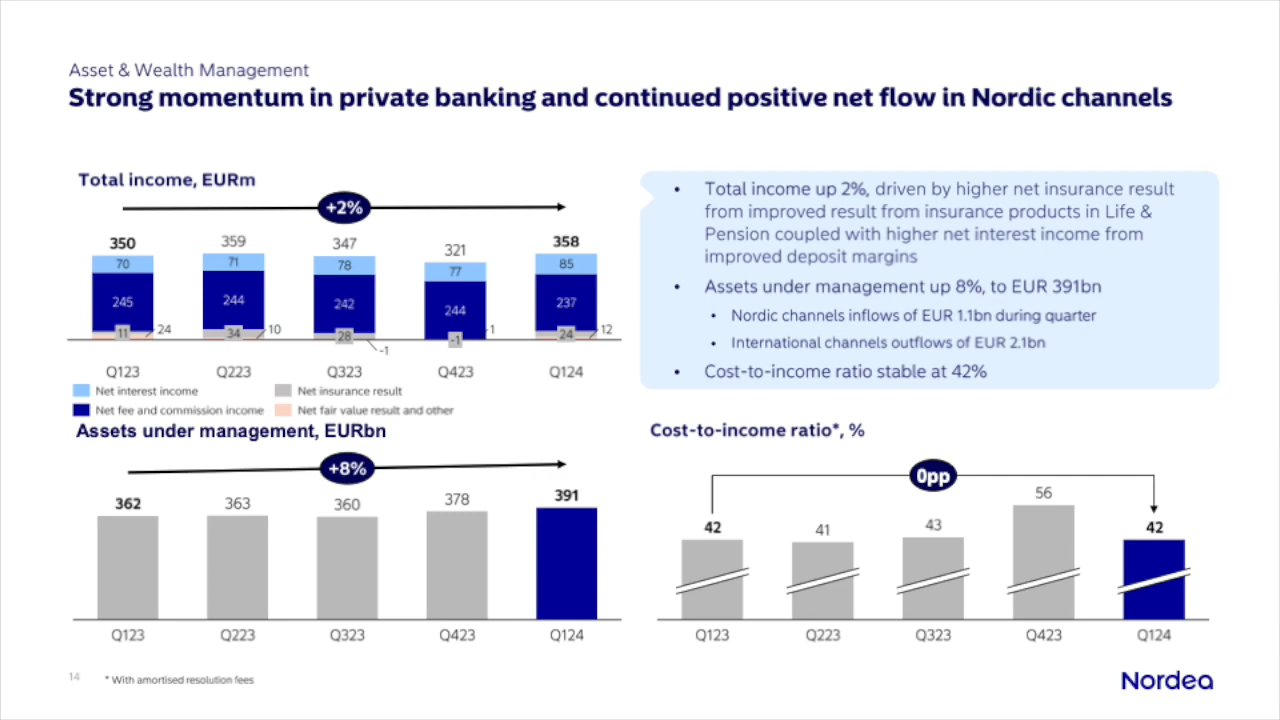 Asset & Wealth Management
Strong momentum in private banking and continued positive net flow in Nordic channels
Total income, EURm
+2%
350 359 347 321 358
70 71 78 77 85
245 244 242 244 237
11 24 34 10 28 -1 -1 1 24 12
Q123 Q223 Q323 Q423 Q124
Net interest income Net insurance result
Net fee and commission income Net fair value result and other
• Total income up 2%, driven by higher net insurance result
from improved result from insurance products in Life &
Pension coupled with higher net interest income from
improved deposit margins
• Assets under management up 8%, to EUR 391bn
• Nordic channels inflows of EUR 1.1bn during quarter
• International channels outflows of EUR 2.1bn
• Cost-to-income ratio stable at 42%
Assets under management, EURbn
+8%
362 363 360 378 391
Q123 Q223 Q323 Q423 Q124
Cost-to-income ratio*, %
0pp
42 41 43 56 42
Q123 Q223 Q323 Q423 Q124
14 * With amortised resolution fees
Nordea